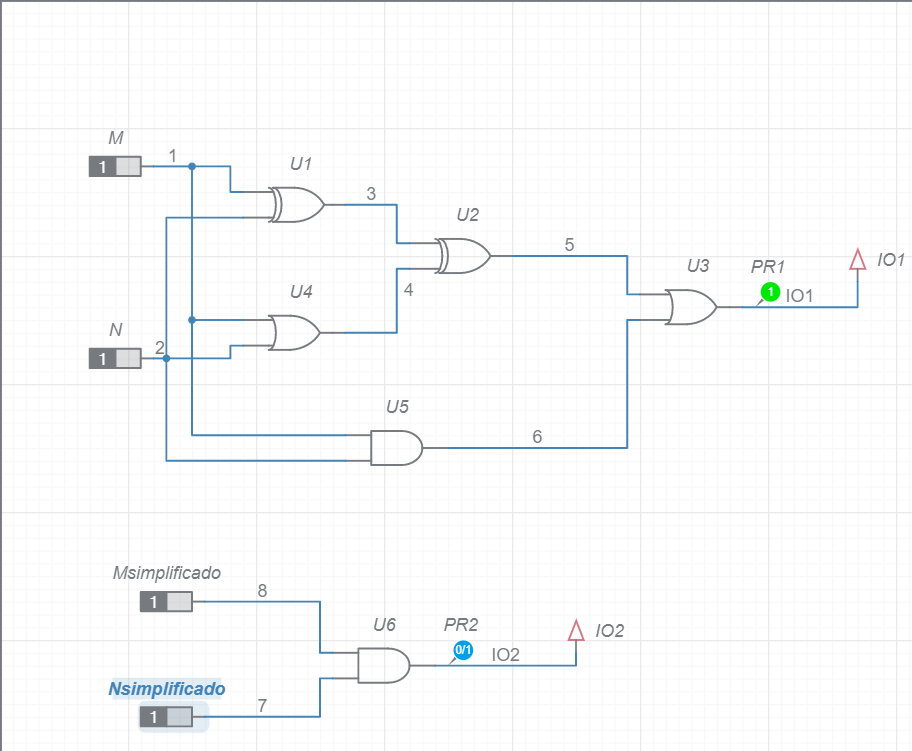 M
1
1
U1
3
U2
5
U3
PR1
1
IO1
IO1
U4
4
N
1
2
U5
6
Msimplificado
1
8
U6
PR2
0/1
IO2
IO2
Nsimplificado
1
7